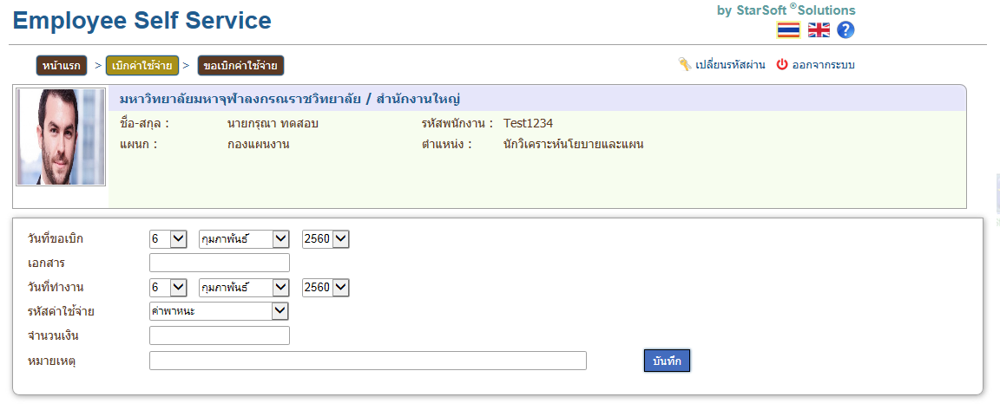 Employee Self Service
by StarSoft ®Solutions
?
หน้าแรก > เบิกค่าใช้จ่าย > ขอเบิกค่าใช้จ่าย
เปลี่ยนรหัสผ่าน ออกจากระบบ
มหาวิทยาลัยมหาจุฬาลงกรณราชวิทยาลัย / สำนักงานใหญ่
ชื่อ-สกุล : นายกรุณา ทดสอบ รหัสพนักงาน : Test1234
แผนก : กองแผนงาน ตำแหน่ง : นักวิเคราะห์นโยบายและแผน
วันที่ขอเบิก 6 กุมภาพันธ์ 2560
เอกสาร
วันที่ทำงาน 6 กุมภาพันธ์ 2560
รหัสค่าใช้จ่าย ค่าพาหนะ
จำนวนเงิน
หมายเหตุ บันทึก